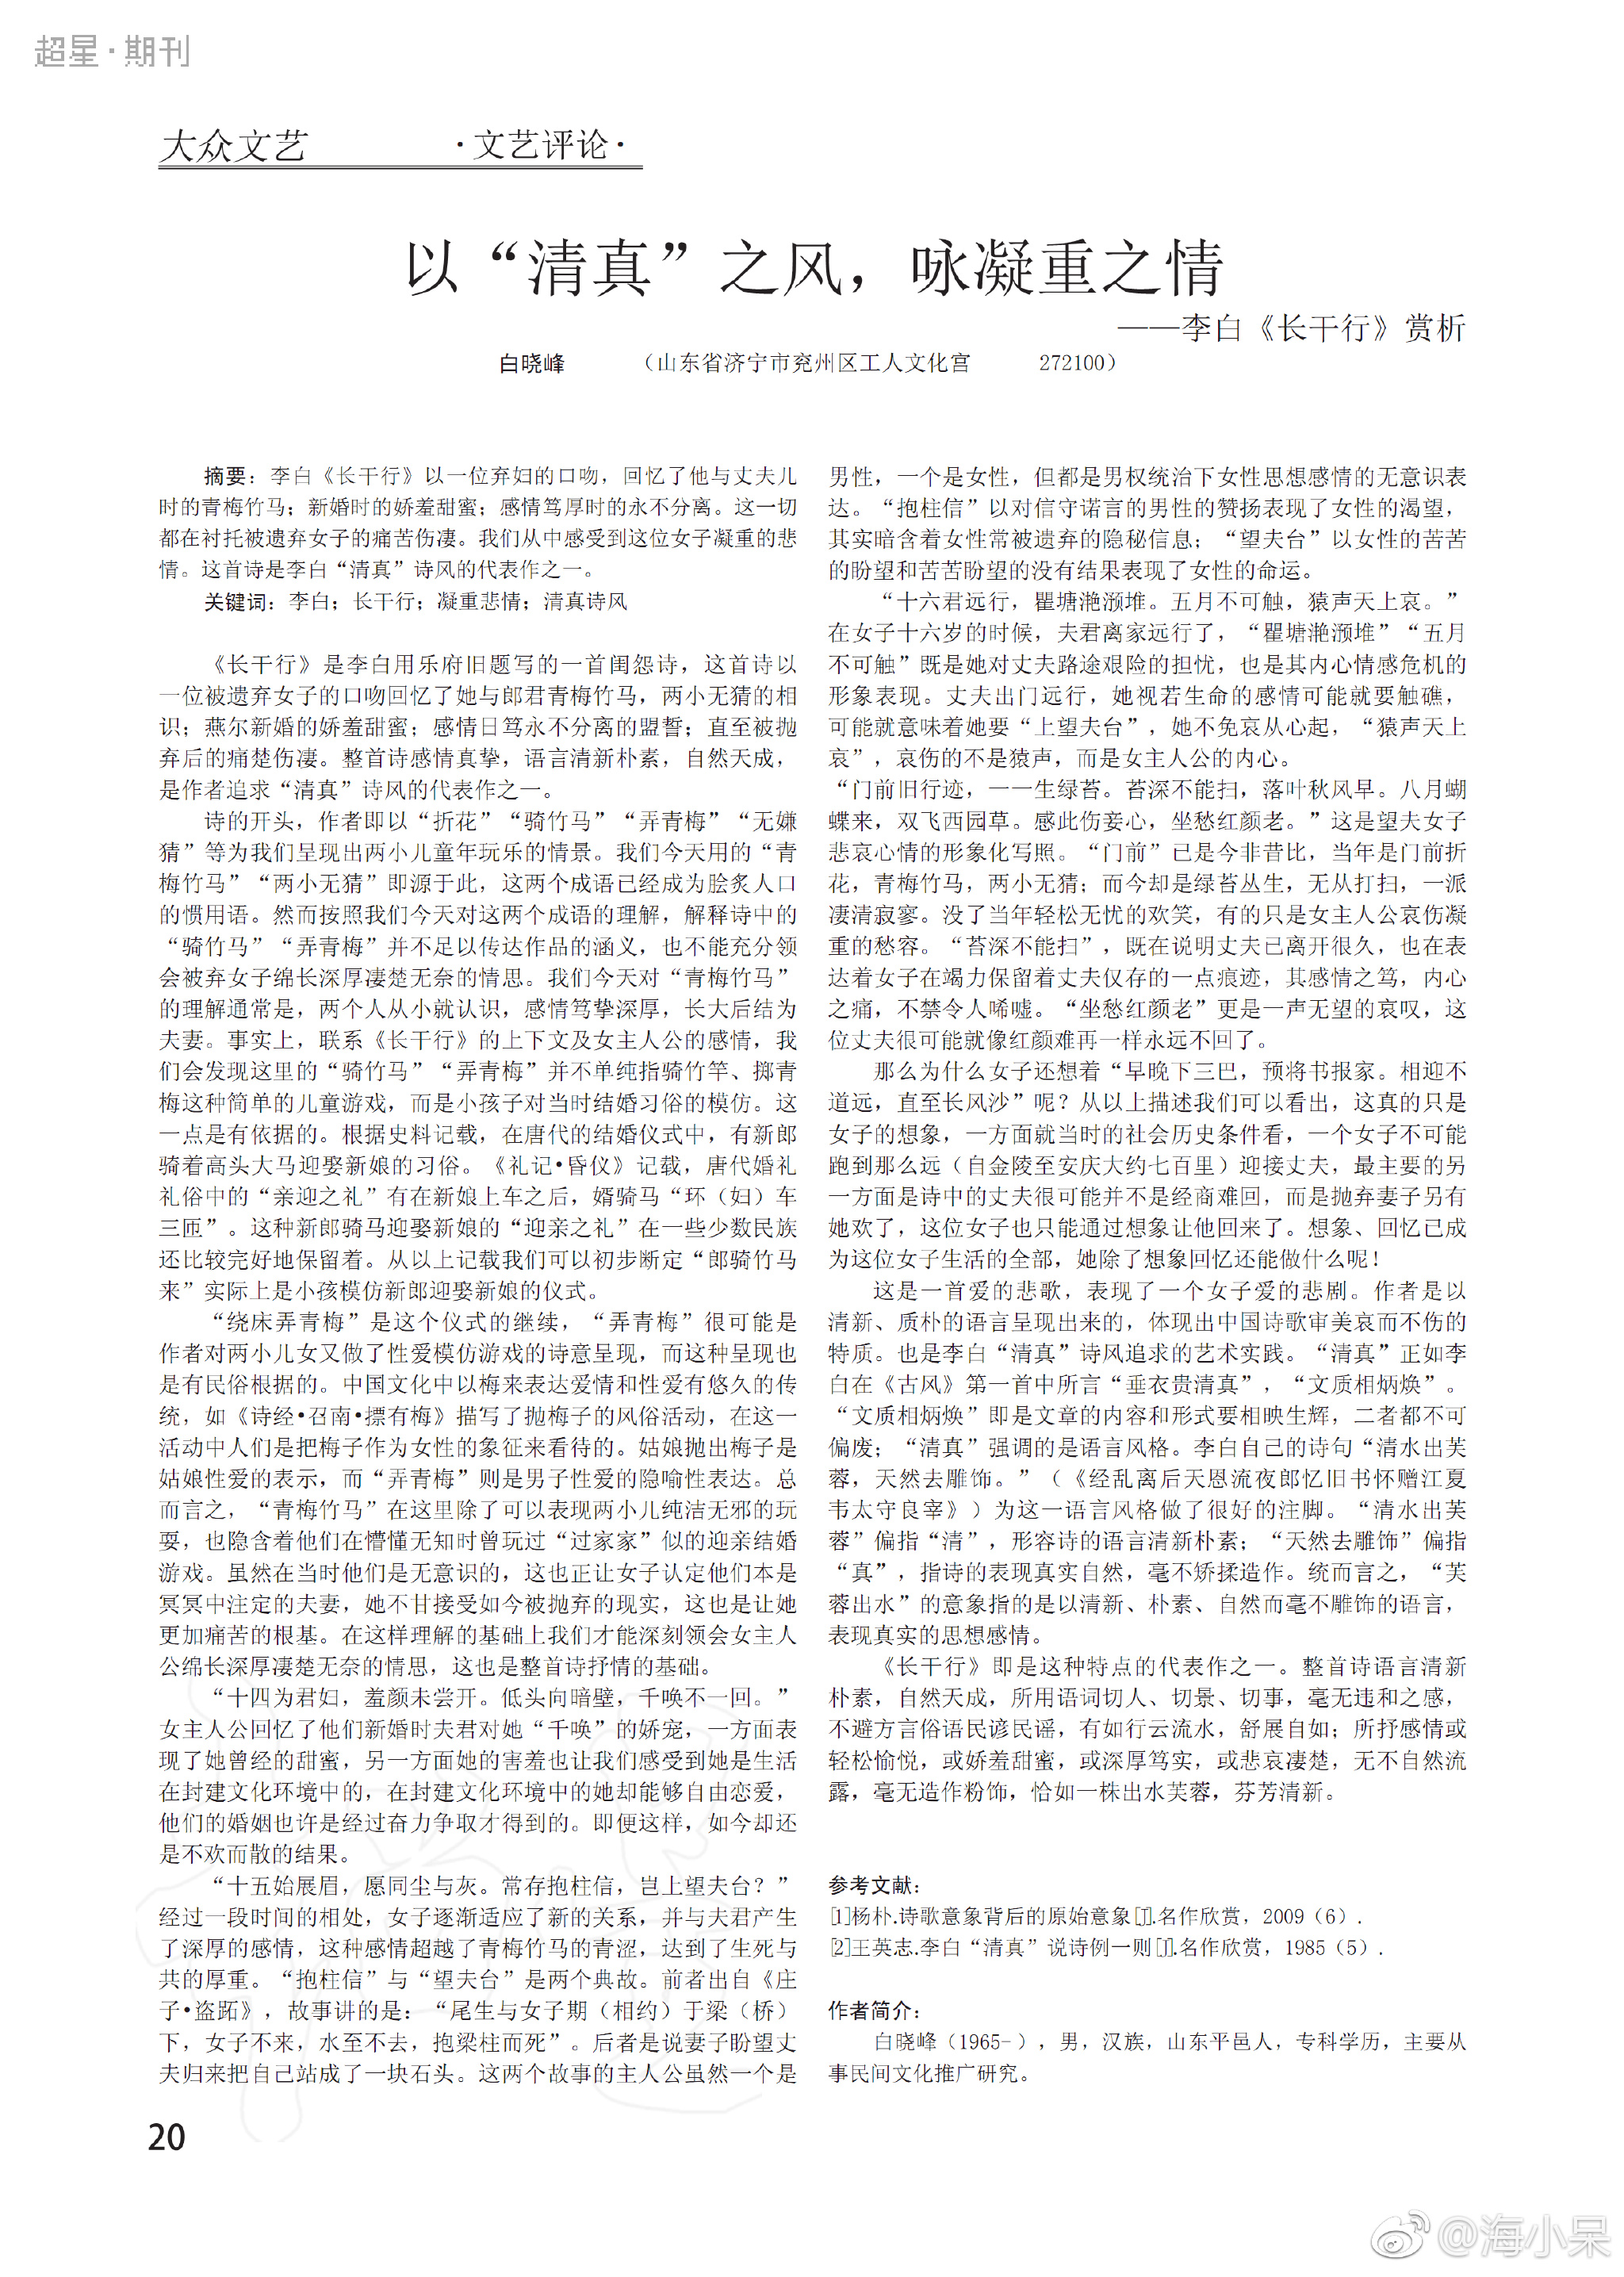 超星·期刊
大众文艺 ·文艺评论·
以“清真”之风，咏凝重之情
——李白《长干行》赏析
白晓峰 （山东省济宁市兖州区工人文化宫 272100）
摘要：李白《长干行》以一位弃妇的口吻，回忆了他与丈夫儿
时的青梅竹马；新婚时的娇羞甜蜜；感情笃厚时的永不分离。这一切
都在衬托被遗弃女子的痛苦伤凄。我们从中感受到这位女子凝重的悲
情。这首诗是李白“清真”诗风的代表作之一。
关键词：李白；长干行；凝重悲情；清真诗风
《长干行》是李白用乐府旧题写的一首闺怨诗，这首诗以
一位被遗弃女子的口吻回忆了她与郎君青梅竹马，两小无猜的相
识；燕尔新婚的娇羞甜蜜；感情日笃永不分离的盟誓；直至被抛
弃后的痛楚伤凄。整首诗感情真挚，语言清新朴素，自然天成，
是作者追求“清真”诗风的代表作之一。
诗的开头，作者即以“折花”“骑竹马”“弄青梅”“无嫌
猜”等为我们呈现出两小儿童年玩乐的情景。我们今天用的“青
梅竹马”“两小无猜”即源于此，这两个成语已经成为脍炙人口
的惯用语。然而按照我们今天对这两个成语的理解，解释诗中的
“骑竹马”“弄青梅”并不足以传达作品的涵义，也不能充分领
会被弃女子绵长深厚凄楚无奈的情思。我们今天对“青梅竹马”
的理解通常是，两个人从小就认识，感情笃挚深厚，长大后结为
夫妻。事实上，联系《长干行》的上下文及女主人公的感情，我
们会发现这里的“骑竹马”“弄青梅”并不单纯指骑竹竿、掷青
梅这种简单的儿童游戏，而是小孩子对当时结婚习俗的模仿。这
一点是有依据的。根据史料记载，在唐代的结婚仪式中，有新郎
骑着高头大马迎娶新娘的习俗。《礼记•昏仪》记载，唐代婚礼
礼俗中的“亲迎之礼”有在新娘上车之后，婿骑马“环（妇）车
三匝”。这种新郎骑马迎娶新娘的“迎亲之礼”在一些少数民族
还比较完好地保留着。从以上记载我们可以初步断定“郎骑竹马
来”实际上是小孩模仿新郎迎娶新娘的仪式。
“绕床弄青梅”是这个仪式的继续，“弄青梅”很可能是
作者对两小儿女又做了性爱模仿游戏的诗意呈现，而这种呈现也
是有民俗根据的。中国文化中以梅来表达爱情和性爱有悠久的传
统，如《诗经•召南•摽有梅》描写了抛梅子的风俗活动，在这一
活动中人们是把梅子作为女性的象征来看待的。姑娘抛出梅子是
姑娘性爱的表示，而“弄青梅”则是男子性爱的隐喻性表达。总
而言之，“青梅竹马”在这里除了可以表现两小儿纯洁无邪的玩
耍，也隐含着他们在懵懂无知时曾玩过“过家家”似的迎亲结婚
游戏。虽然在当时他们是无意识的，这也正让女子认定他们本是
冥冥中注定的夫妻，她不甘接受如今被抛弃的现实，这也是让她
更加痛苦的根基。在这样理解的基础上我们才能深刻领会女主人
公绵长深厚凄楚无奈的情思，这也是整首诗抒情的基础。
“十四为君妇，羞颜未尝开。低头向暗壁，千唤不一回。”
女主人公回忆了他们新婚时夫君对她“千唤”的娇宠，一方面表
现了她曾经的甜蜜，另一方面她的害羞也让我们感受到她是生活
在封建文化环境中的，在封建文化环境中的她却能够自由恋爱，
他们的婚姻也许是经过奋力争取才得到的。即便这样，如今却还
是不欢而散的结果。
“十五始展眉，愿同尘与灰。常存抱柱信，岂上望夫台？”
经过一段时间的相处，女子逐渐适应了新的关系，并与夫君产生
了深厚的感情，这种感情超越了青梅竹马的青涩，达到了生死与
共的厚重。“抱柱信”与“望夫台”是两个典故。前者出自《庄
子•盗跖》，故事讲的是：“尾生与女子期（相约）于梁（桥）
下，女子不来，水至不去，抱梁柱而死”。后者是说妻子盼望丈
夫归来把自己站成了一块石头。这两个故事的主人公虽然一个是
男性，一个是女性，但都是男权统治下女性思想感情的无意识表
达。“抱柱信”以对信守诺言的男性的赞扬表现了女性的渴望，
其实暗含着女性常被遗弃的隐秘信息；“望夫台”以女性的苦苦
的盼望和苦苦盼望的没有结果表现了女性的命运。
“十六君远行，瞿塘滟滪堆。五月不可触，猿声天上哀。”
在女子十六岁的时候，夫君离家远行了，“瞿塘滟滪堆”“五月
不可触”既是她对丈夫路途艰险的担忧，也是其内心情感危机的
形象表现。丈夫出门远行，她视若生命的感情可能就要触礁，
可能就意味着她要“上望夫台”，她不免哀从心起，“猿声天上
哀”，哀伤的不是猿声，而是女主人公的内心。
“门前旧行迹，一一生绿苔。苔深不能扫，落叶秋风早。八月蝴
蝶来，双飞西园草。感此伤妾心，坐愁红颜老。”这是望夫女子
悲哀心情的形象化写照。“门前”已是今非昔比，当年是门前折
花，青梅竹马，两小无猜；而今却是绿苔丛生，无从打扫，一派
凄清寂寥。没了当年轻松无忧的欢笑，有的只是女主人公哀伤凝
重的愁容。“苔深不能扫”，既在说明丈夫已离开很久，也在表
达着女子在竭力保留着丈夫仅存的一点痕迹，其感情之笃，内心
之痛，不禁令人唏嘘。“坐愁红颜老”更是一声无望的哀叹，这
位丈夫很可能就像红颜难再一样永远不回了。
那么为什么女子还想着“早晚下三巴，预将书报家。相迎不
道远，直至长风沙”呢？从以上描述我们可以看出，这真的只是
女子的想象，一方面就当时的社会历史条件看，一个女子不可能
跑到那么远（自金陵至安庆大约七百里）迎接丈夫，最主要的另
一方面是诗中的丈夫很可能并不是经商难回，而是抛弃妻子另有
她欢了，这位女子也只能通过想象让他回来了。想象、回忆已成
为这位女子生活的全部，她除了想象回忆还能做什么呢！
这是一首爱的悲歌，表现了一个女子爱的悲剧。作者是以
清新、质朴的语言呈现出来的，体现出中国诗歌审美哀而不伤的
特质。也是李白“清真”诗风追求的艺术实践。“清真”正如李
白在《古风》第一首中所言“垂衣贵清真”，“文质相炳焕”。
“文质相炳焕”即是文章的内容和形式要相映生辉，二者都不可
偏废；“清真”强调的是语言风格。李白自己的诗句“清水出芙
蓉，天然去雕饰。”（《经乱离后天恩流夜郎忆旧书怀赠江夏
韦太守良宰》）为这一语言风格做了很好的注脚。“清水出芙
蓉”偏指“清”，形容诗的语言清新朴素；“天然去雕饰”偏指
“真”，指诗的表现真实自然，毫不矫揉造作。统而言之，“芙
蓉出水”的意象指的是以清新、朴素、自然而毫不雕饰的语言，
表现真实的思想感情。
《长干行》即是这种特点的代表作之一。整首诗语言清新
朴素，自然天成，所用语词切人、切景、切事，毫无违和之感，
不避方言俗语民谚民谣，有如行云流水，舒展自如；所抒感情或
轻松愉悦，或娇羞甜蜜，或深厚笃实，或悲哀凄楚，无不自然流
露，毫无造作粉饰，恰如一株出水芙蓉，芬芳清新。
参考文献：
[1]杨朴.诗歌意象背后的原始意象[J].名作欣赏，2009（6）.
[2]王英志.李白“清真”说诗例一则[J].名作欣赏，1985（5）.
作者简介：
白晓峰（1965-），男，汉族，山东平邑人，专科学历，主要从
事民间文化推广研究。
20
@海小呆